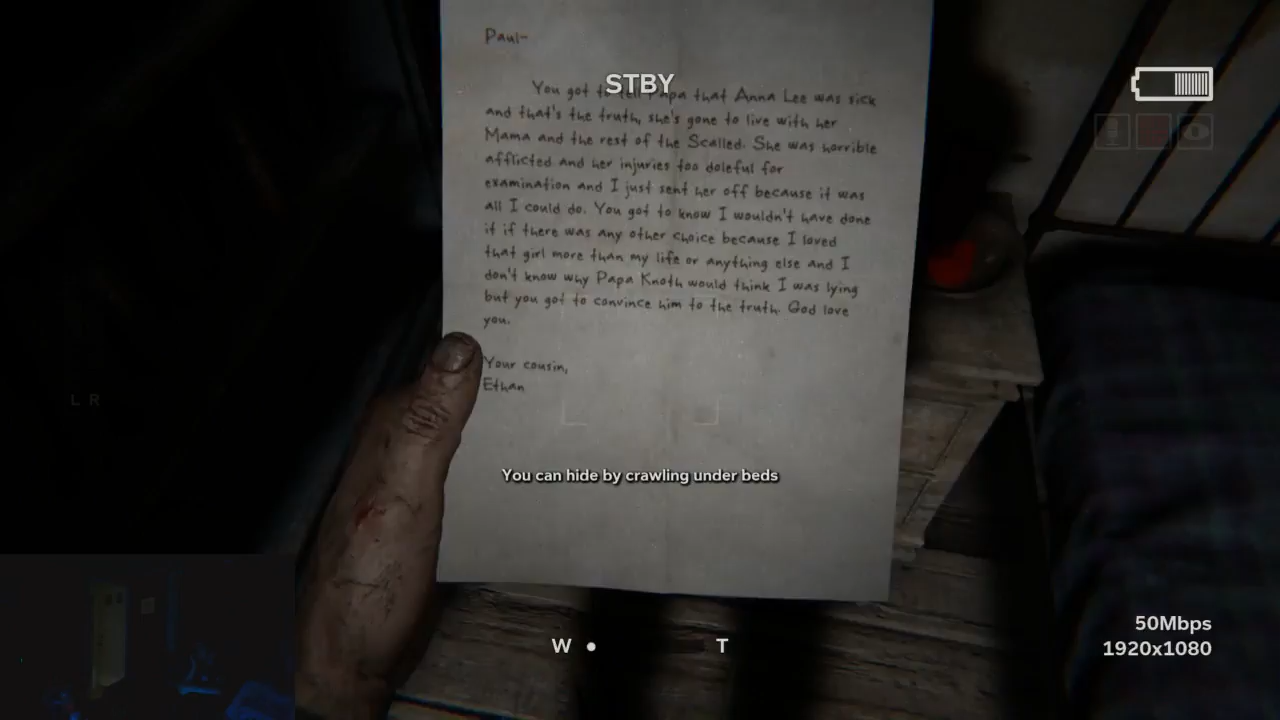 Paul-
STBY
You got to tell Papa that Anna Lee was sick
and that's the truth, she's gone to live with her
Mama and the rest of the Scalled. She was horrible
afflicted and her injuries too doleful for
examination and I just sent her off because it was
all I could do. You got to know I wouldn't have done
it if there was any other choice because I loved
that girl more than my life or anything else and I
don't know why Papa Knoth would think I was lying
but you got to convince him to the truth. God love
you.
Your cousin,
Ethan
L R
You can hide by crawling under beds
W T
50Mbps
1920x1080